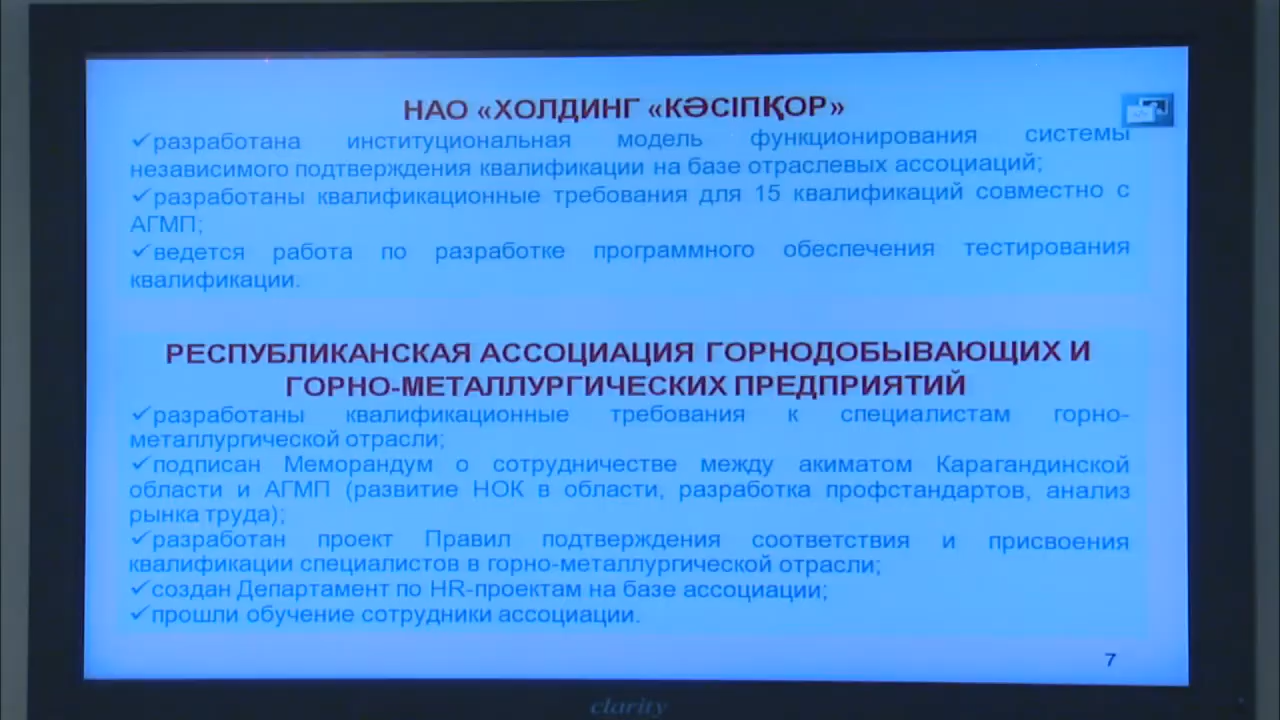 НАО «ХОЛДИНГ «КӘСІПҚОР»
✓разработана институциональная модель функционирования системы
независимого подтверждения квалификации на базе отраслевых ассоциаций;
✓разработаны квалификационные требования для 15 квалификаций совместно с
АГМП;
✓ведется работа по разработке программного обеспечения тестирования
квалификации.
РЕСПУБЛИКАНСКАЯ АССОЦИАЦИЯ ГОРНОДОБЫВАЮЩИХ И
ГОРНО-МЕТАЛЛУРГИЧЕСКИХ ПРЕДПРИЯТИЙ
✓разработаны квалификационные требования к специалистам горно-
металлургической отрасли;
✓подписан Меморандум о сотрудничестве между акиматом Карагандинской
области и АГМП (развитие НОК в области, разработка профстандартов, анализ
рынка труда);
✓разработан проект Правил подтверждения соответствия и присвоения
квалификации специалистов в горно-металлургической отрасли;
✓создан Департамент по HR-проектам на базе ассоциации;
✓прошли обучение сотрудники ассоциации.
7
clarity